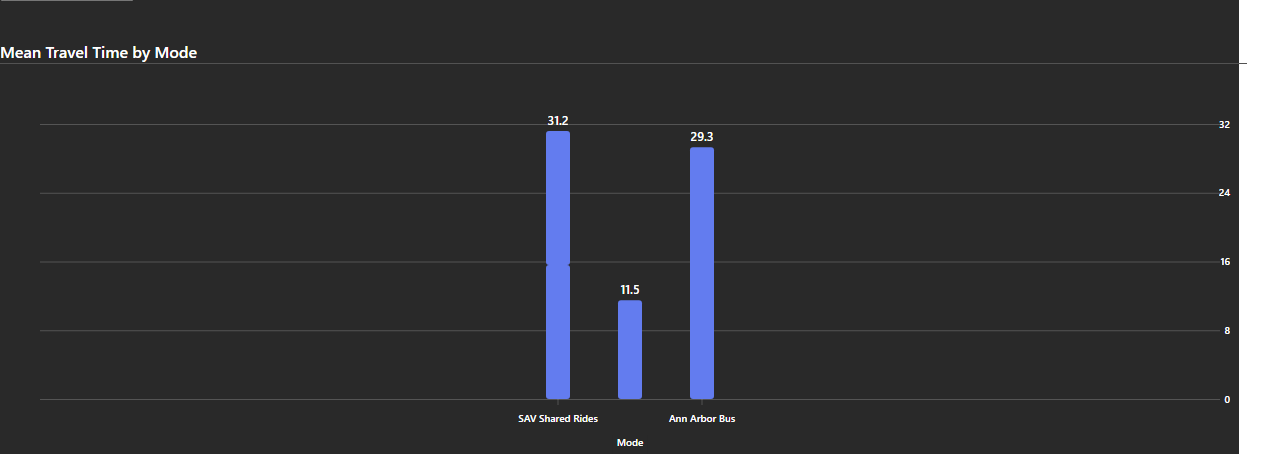 Mean Travel Time by Mode
31.2
29.3
11.5
32
24
16
8
0
SAV Shared Rides
Ann Arbor Bus
Mode